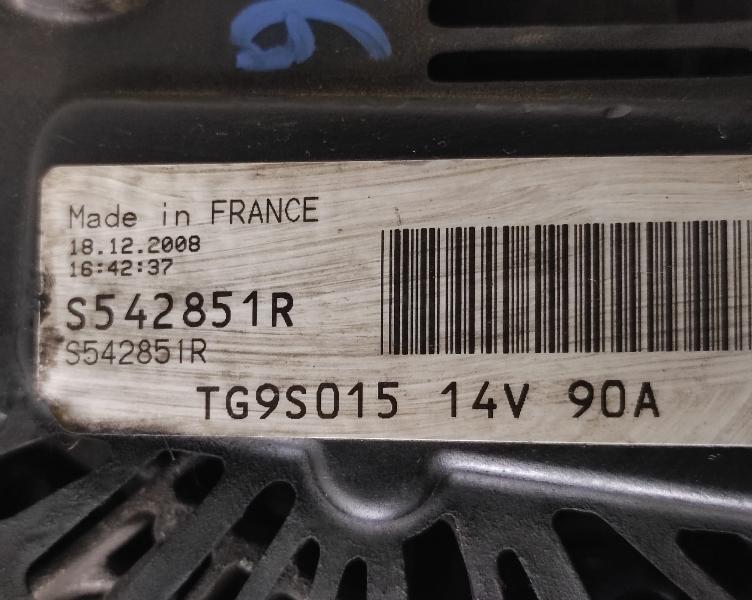 Made in FRANCE
18.12.2008
16:42:37
S542851R
S542851R
TG9S015 14V 90A